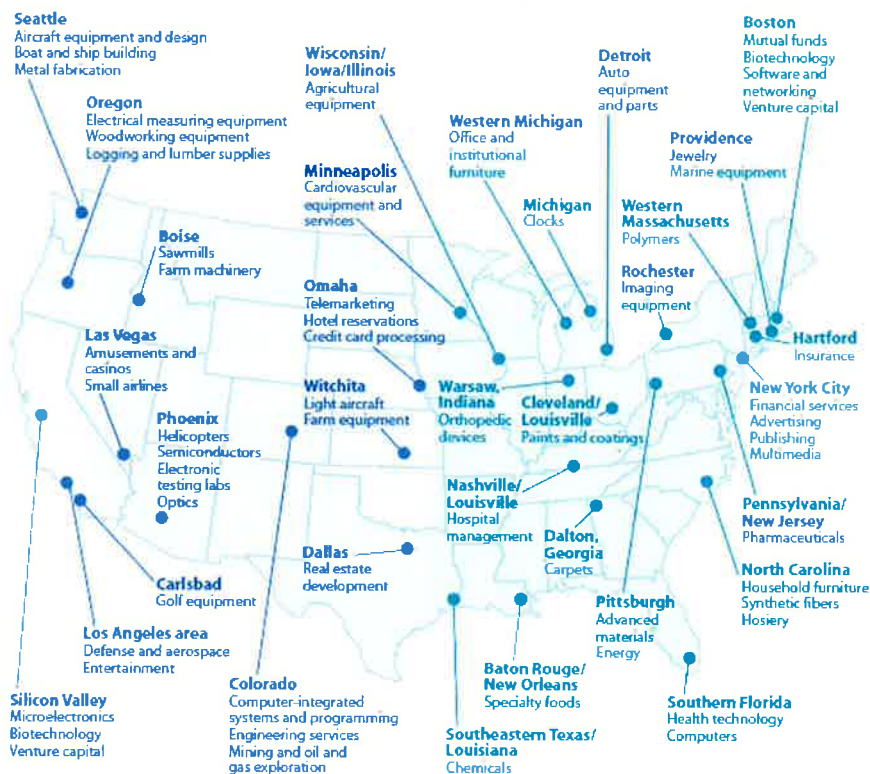 Seattle
Aircraft equipment and design
Boat and ship building
Metal fabrication
Oregon
Electrical measuring equipment
Woodworking equipment
Logging and lumber supplies
Wisconsin/
Iowa/Illinois
Agricultural
equipment
Detroit
Auto
equipment
and parts
Boston
Mutual funds
Biotechnology
Software and
networking
Venture capital
Western Michigan
Office and
institutional
furniture
Providence
Jewelry
Marine equipment
Minneapolis
Cardiovascular
equipment and
services
Michigan
Clocks
Western
Massachusetts
Polymers
Boise
Sawmills
Farm machinery
Rochester
Imaging
equipment
Omaha
Telemarketing
Hotel reservations
Credit card processing
Las Vegas
Amusements and
casinos
Small airlines
Hartford
Insurance
Witchita
Light aircraft
Farm equipment
Warsaw,
Indiana
Orthopedic
devices
Cleveland/
Louisville
Paints and coatings
New York City
Financial services
Advertising
Publishing
Multimedia
Phoenix
Helicopters
Semiconductors
Electronic
testing labs
Optics
Nashville/
Louisville
Hospital
management
Pennsylvania/
New Jersey
Pharmaceuticals
Dalton,
Georgia
Carpets
Dallas
Real estate
development
Carlsbad
Golf equipment
North Carolina
Household furniture
Synthetic fibers
Hosiery
Pittsburgh
Advanced
materials
Energy
Los Angeles area
Defense and aerospace
Entertainment
Baton Rouge/
New Orleans
Specialty foods
Silicon Valley
Microelectronics
Biotechnology
Venture capital
Colorado
Computer-integrated
systems and programming
Engineering services
Mining and oil and
gas exploration
Southern Florida
Health technology
Computers
Southeastern Texas/
Louisiana
Chemicals